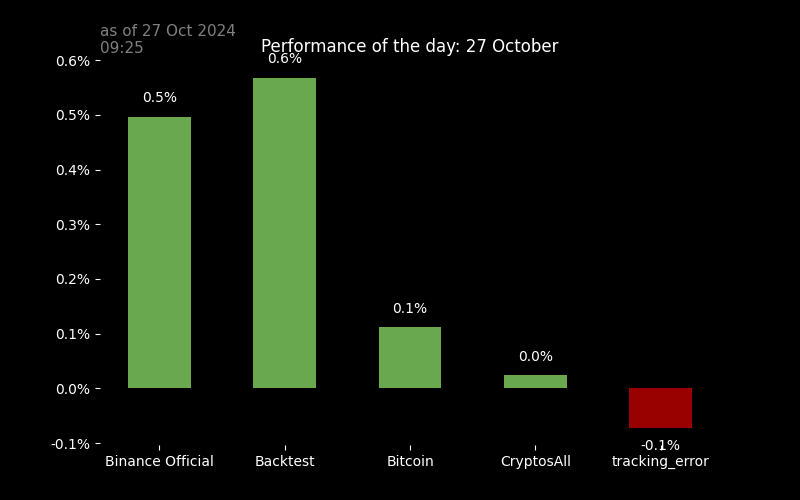 as of 27 Oct 2024
09:25
Performance of the day: 27 October
0.6%
0.5%
0.4%
0.3%
0.2%
0.1%
0.0%
-0.1%
0.5%
0.6%
0.1%
0.0%
-0.1%
Binance Official
Backtest
Bitcoin
CryptosAll
tracking_error